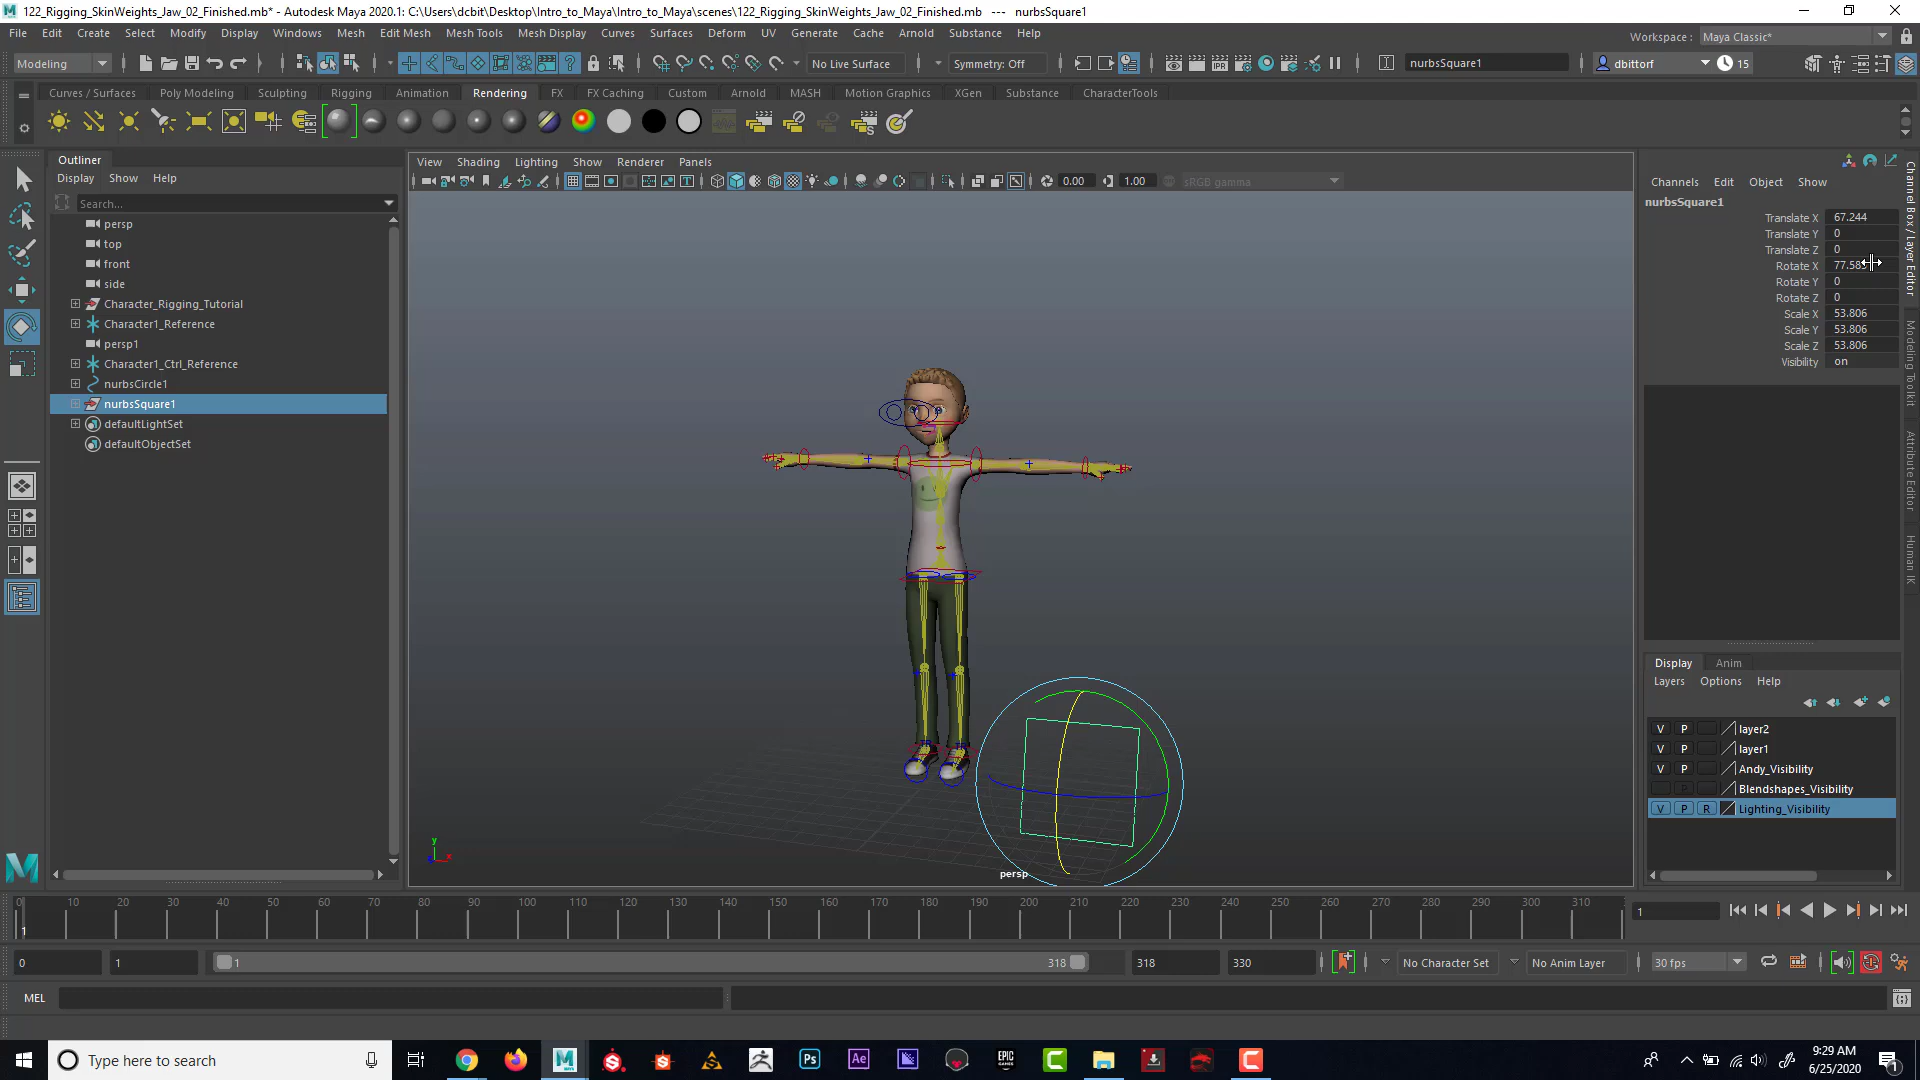 122_Rigging_SkinWeights_Jaw_02_Finished.mb* - Autodesk Maya 2020.1: C:\Users\dcbit\Desktop\Intro_to_Maya\Intro_to_Maya\scenes\122_Rigging_SkinWeights_Jaw_02_Finished.mb --- nurbsSquare1
File Edit Create Select Modify Display Windows Mesh Edit Mesh Mesh Tools Mesh Display Curves Surfaces Deform UV Generate Cache Arnold Substance Help
Workspace : Maya Classic*
Modeling No Live Surface Symmetry: Off nurbsSquare1 dbittorf 15
Curves / Surfaces Poly Modeling Sculpting Rigging Animation Rendering FX FX Caching Custom Arnold MASH Motion Graphics XGen Substance CharacterTools
IPR
Outliner
Display Show Help
Search...
persp
top
front
side
Character_Rigging_Tutorial
Character1_Reference
persp1
Character1_Ctrl_Reference
nurbsCircle1
nurbsSquare1
defaultLightSet
defaultObjectSet
View Shading Lighting Show Renderer Panels
0.00 1.00 sRGB gamma
y
x
persp
Channels Edit Object Show
nurbsSquare1
Translate X 67.244
Translate Y 0
Translate Z 0
Rotate X 77.58
Rotate Y 0
Rotate Z 0
Scale X 53.806
Scale Y 53.806
Scale Z 53.806
Visibility on
Channel Box / Layer Editor
Modeling Toolkit
Attribute Editor
Human IK
Display Anim
Layers Options Help
V P layer2
V P layer1
V P Andy_Visibility
Blendshapes_Visibility
V P R Lighting_Visibility
0 10 20 30 40 50 60 70 80 90 100 110 120 130 140 150 160 170 180 190 200 210 220 230 240 250 260 270 280 290 300 310
1
1
0 1 1 318 318 330 No Character Set No Anim Layer 30 fps
MEL
Type here to search
Ps Ae EPIC GAMES
9:29 AM
6/25/2020
1